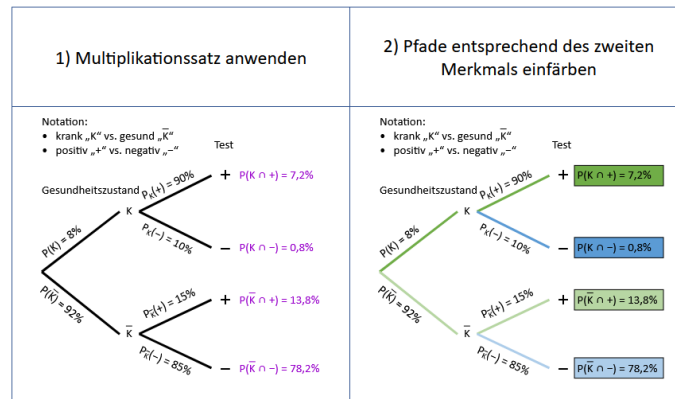 1) Multiplikationssatz anwenden
Notation:
• krank „K“ vs. gesund „K̅“
• positiv „+“ vs. negativ „−“
Test
Gesundheitszustand
P(K) = 8%
P(K̅) = 92%
K
K̅
P_K(+) = 90%
P_K(−) = 10%
P_K̅(+) = 15%
P_K̅(−) = 85%
+ P(K ∩ +) = 7,2%
− P(K ∩ −) = 0,8%
+ P(K̅ ∩ +) = 13,8%
− P(K̅ ∩ −) = 78,2%
2) Pfade entsprechend des zweiten
Merkmals einfärben
Notation:
• krank „K“ vs. gesund „K̅“
• positiv „+“ vs. negativ „−“
Test
Gesundheitszustand
P(K) = 8%
P(K̅) = 92%
K
K̅
P_K(+) = 90%
P_K(−) = 10%
P_K̅(+) = 15%
P_K̅(−) = 85%
+ P(K ∩ +) = 7,2%
− P(K ∩ −) = 0,8%
+ P(K̅ ∩ +) = 13,8%
− P(K̅ ∩ −) = 78,2%